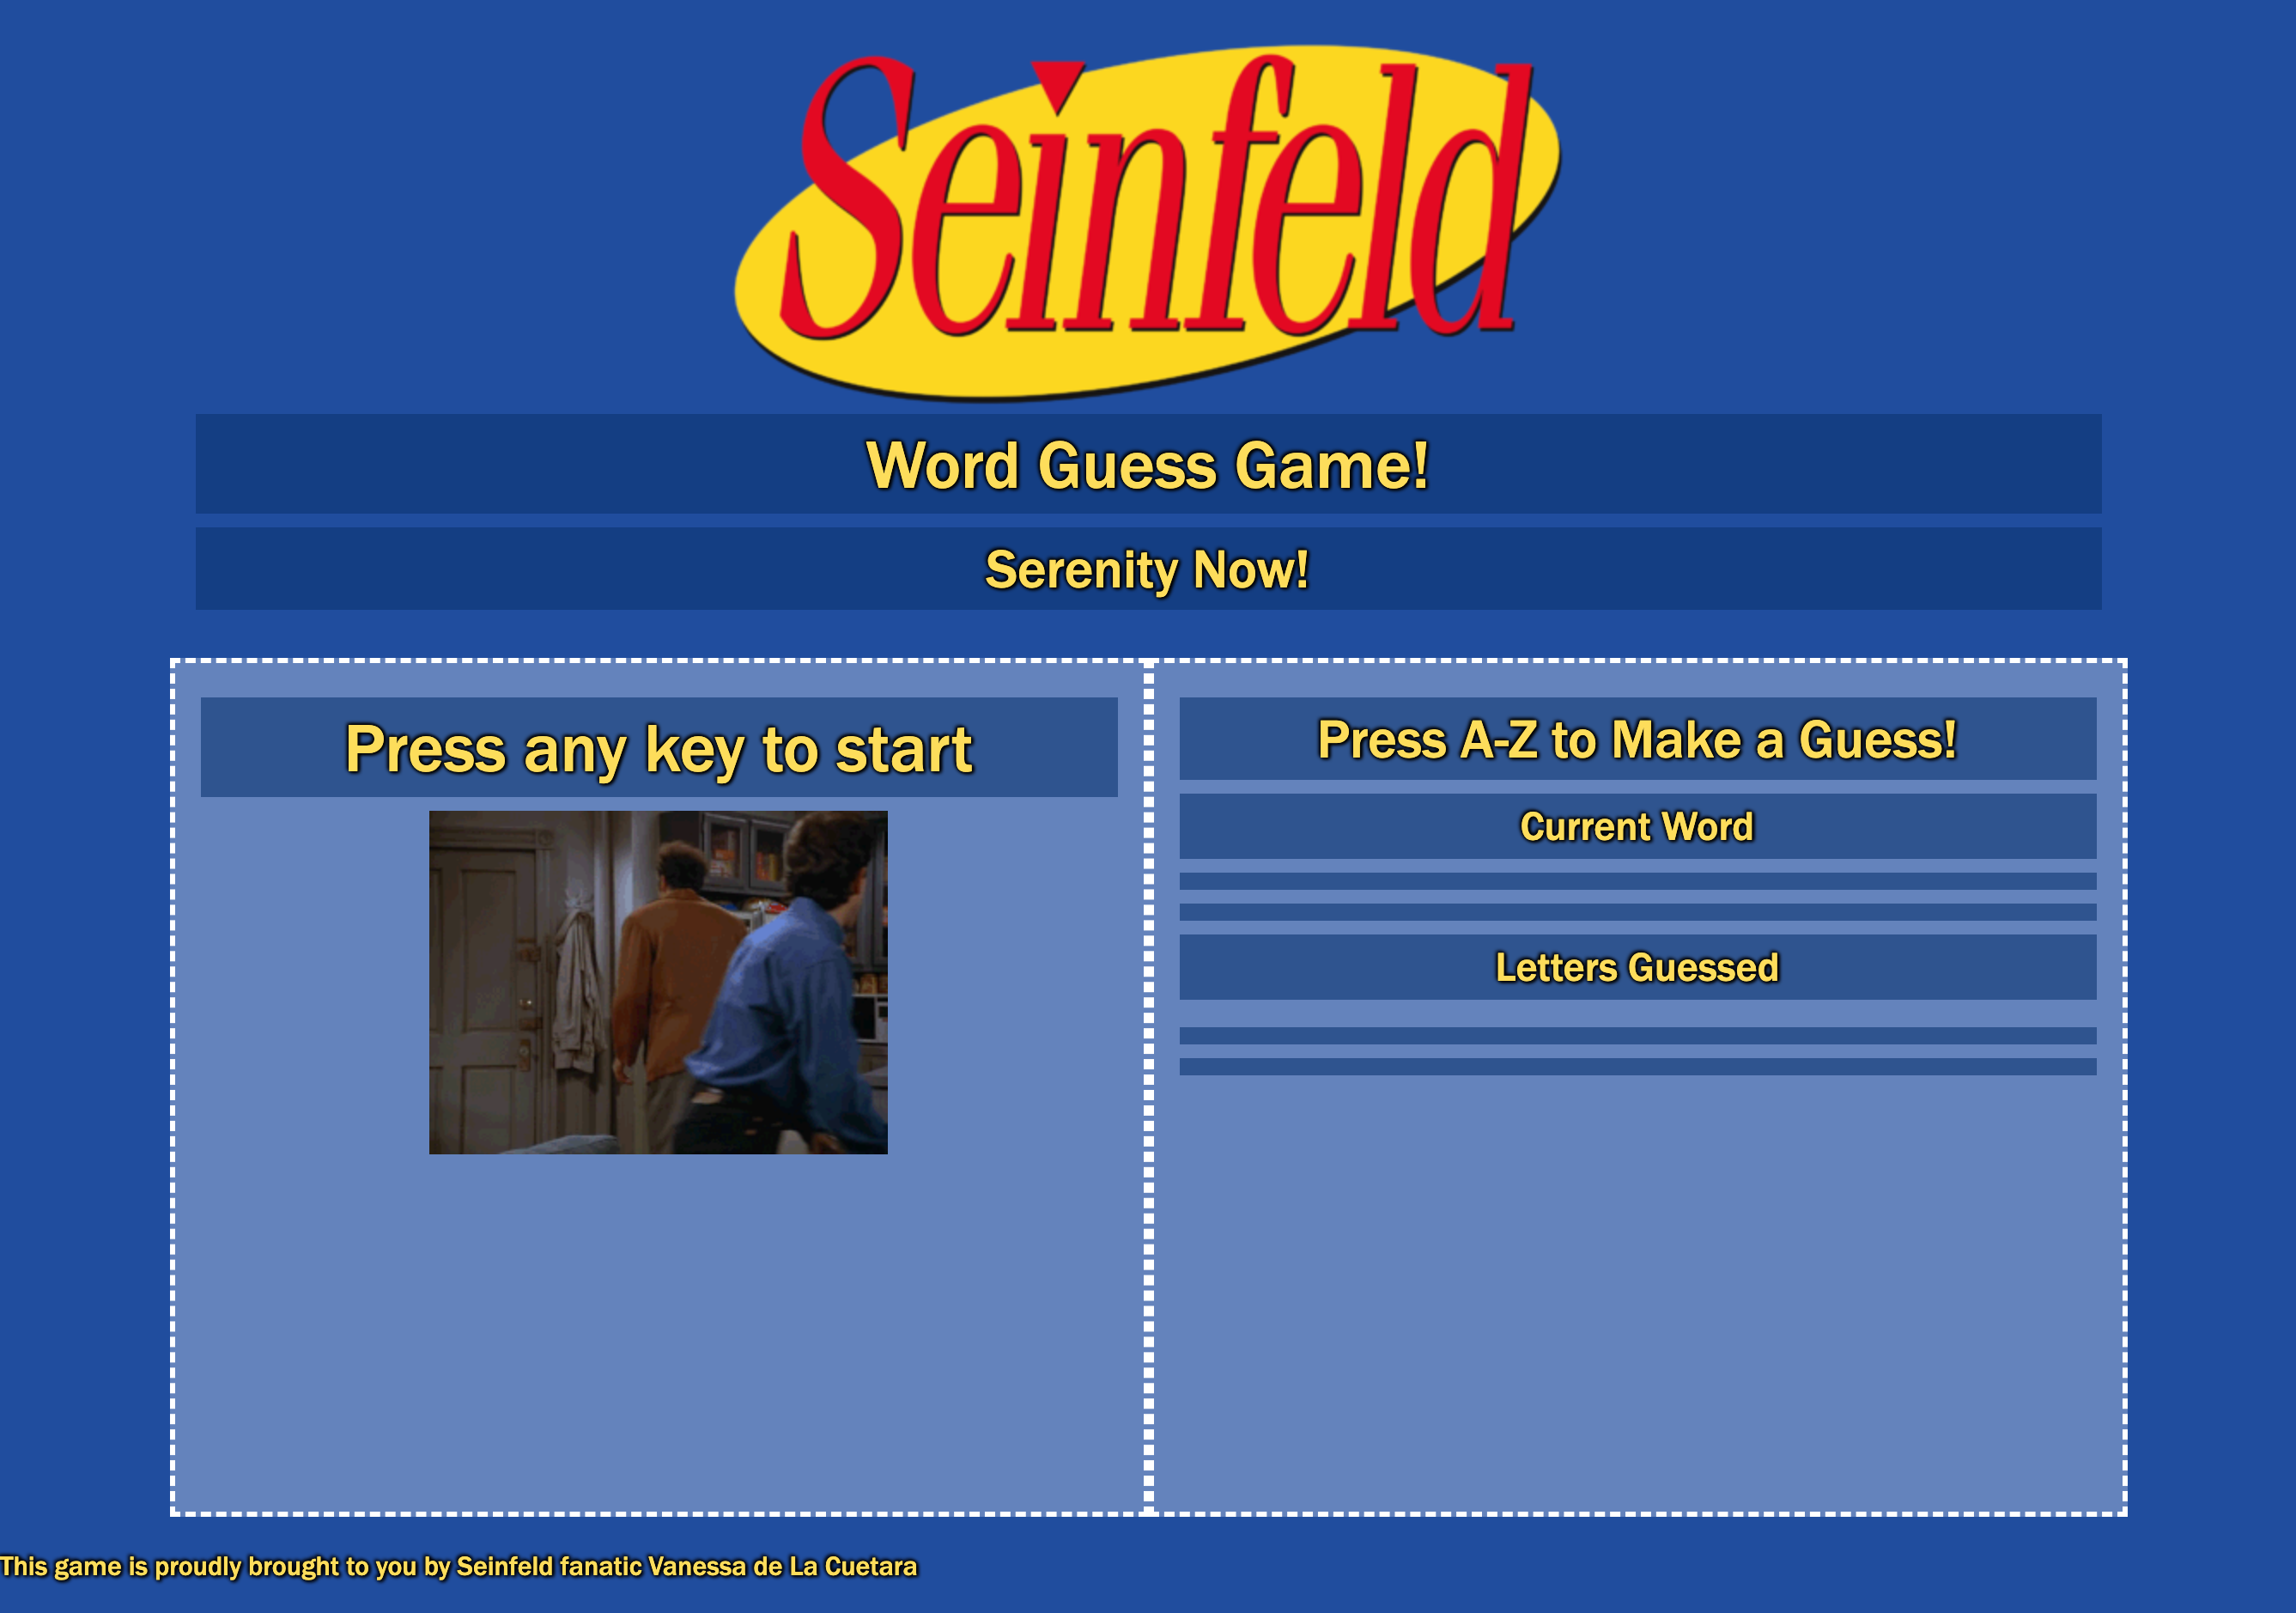 Seinfeld
Word Guess Game!
Serenity Now!
Press any key to start
Press A-Z to Make a Guess!
Current Word
Letters Guessed
This game is proudly brought to you by Seinfeld fanatic Vanessa de La Cuetara